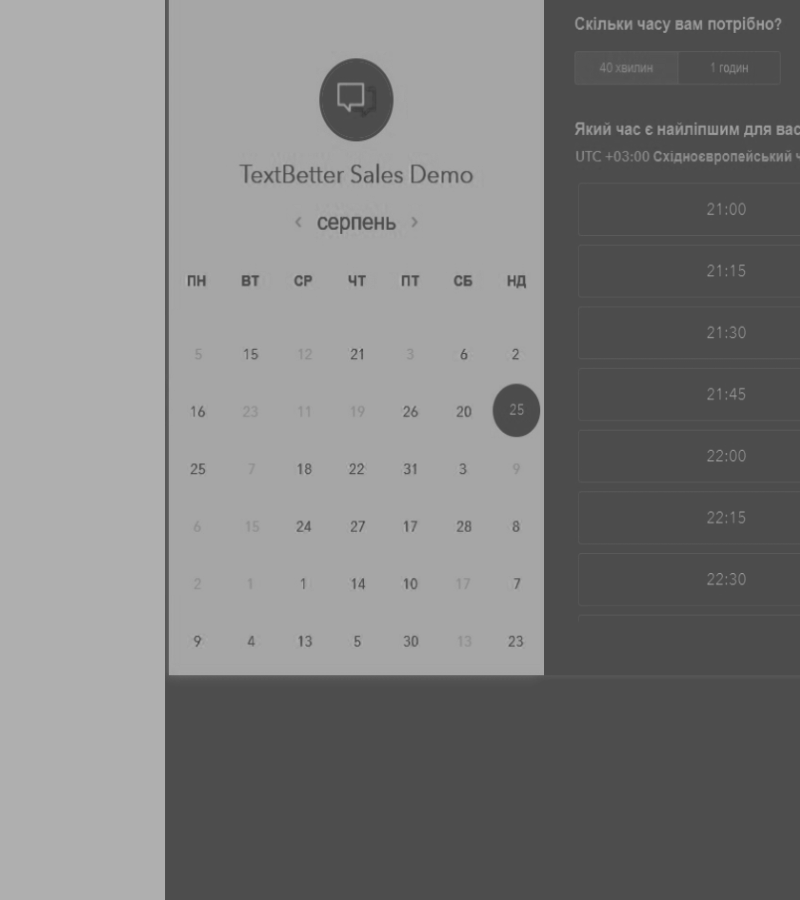 TextBetter Sales Demo
‹ серпень ›
ПН ВТ СР ЧТ ПТ СБ НД
5 15 12 21 3 6 2
16 23 11 19 26 20 25
25 7 18 22 31 3 9
6 15 24 27 17 28 8
2 1 1 14 10 17 7
9 4 13 5 30 13 23
Скільки часу вам потрібно?
40 хвилин 1 годин
Який час є найліпшим для вас
UTC +03:00 Східноєвропейський ч
21:00
21:15
21:30
21:45
22:00
22:15
22:30